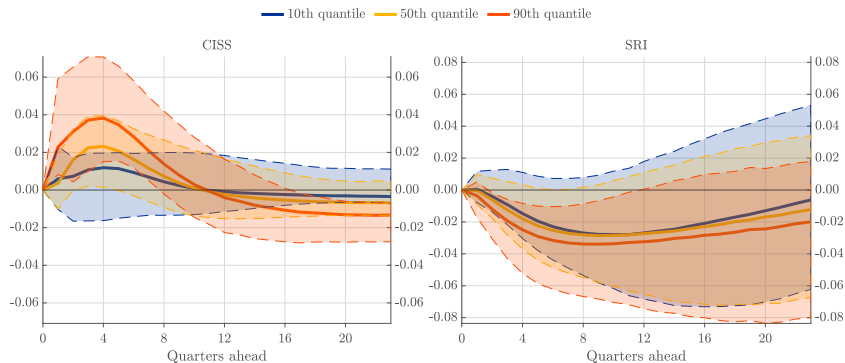 10th quantile 50th quantile 90th quantile
CISS SRI
0.08 0.08
0.06 0.06 0.06 0.06
0.04 0.04 0.04 0.04
0.02 0.02 0.02 0.02
0.00 0.00 0.00 0.00
-0.02 -0.02 -0.02 -0.02
-0.04 -0.04 -0.04 -0.04
-0.06 -0.06 -0.06 -0.06
-0.08 -0.08
0 4 8 12 16 20 0 4 8 12 16 20
Quarters ahead Quarters ahead